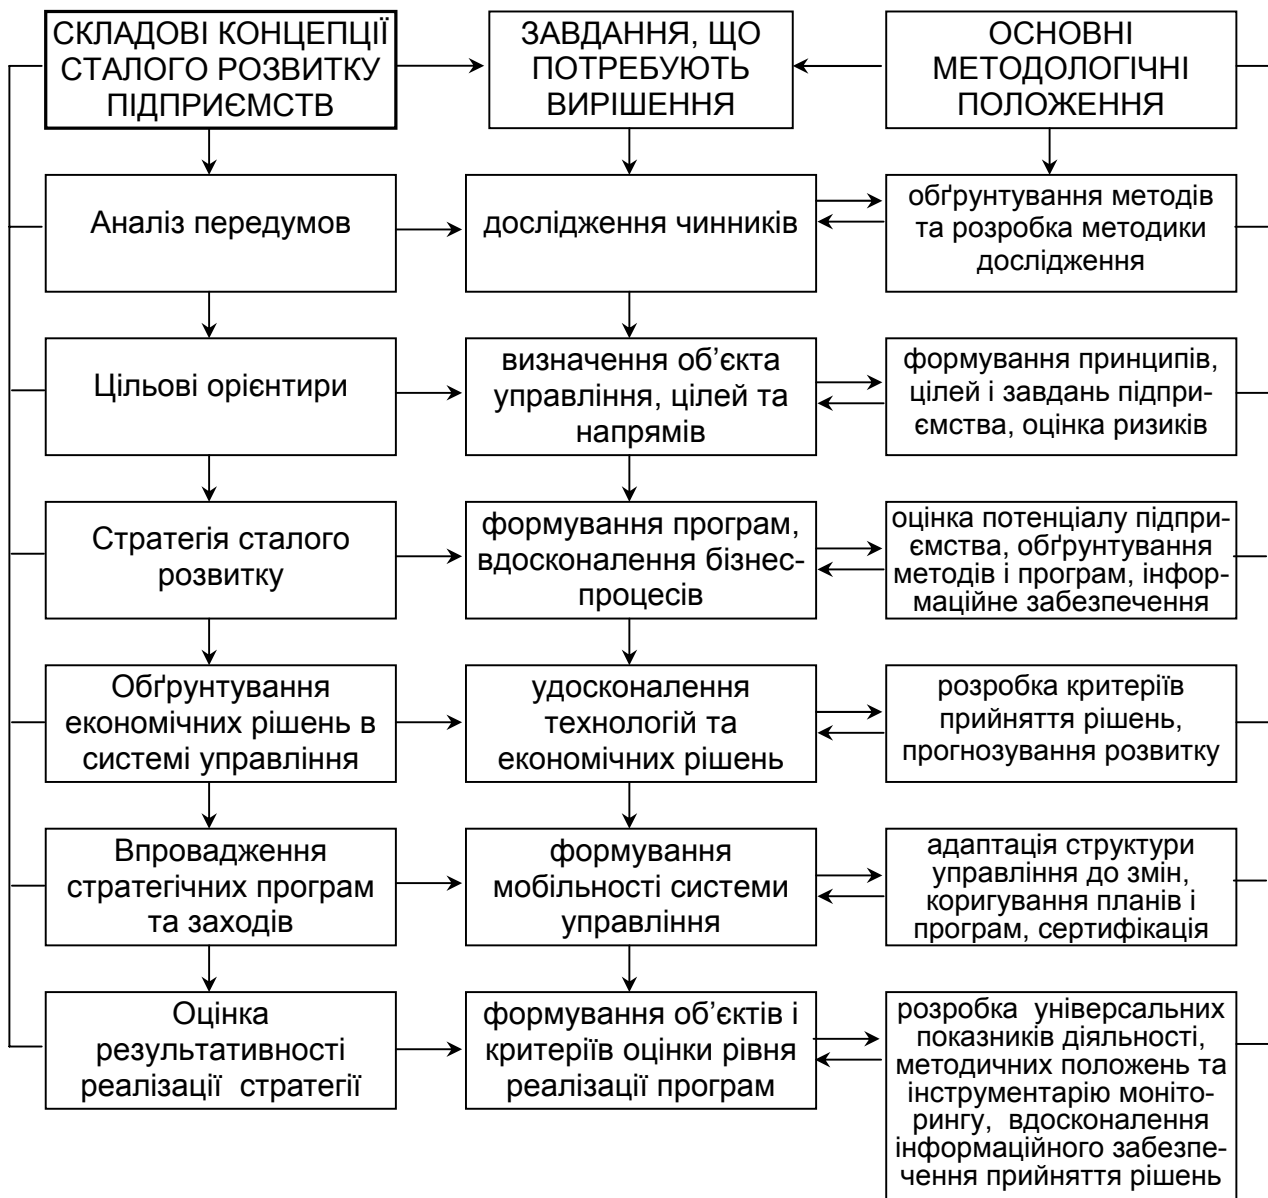 СКЛАДОВІ КОНЦЕПЦІЇ
СТАЛОГО РОЗВИТКУ
ПІДПРИЄМСТВ
ЗАВДАННЯ, ЩО
ПОТРЕБУЮТЬ
ВИРІШЕННЯ
ОСНОВНІ
МЕТОДОЛОГІЧНІ
ПОЛОЖЕННЯ
Аналіз передумов
дослідження чинників
обґрунтування методів
та розробка методики
дослідження
Цільові орієнтири
визначення об’єкта
управління, цілей та
напрямів
формування принципів,
цілей і завдань підпри-
ємства, оцінка ризиків
Стратегія сталого
розвитку
формування програм,
вдосконалення бізнес-
процесів
оцінка потенціалу підпри-
ємства, обґрунтування
методів і програм, інфор-
маційне забезпечення
Обґрунтування
економічних рішень в
системі управління
удосконалення
технологій та
економічних рішень
розробка критеріїв
прийняття рішень,
прогнозування розвитку
Впровадження
стратегічних програм
та заходів
формування
мобільності системи
управління
адаптація структури
управління до змін,
коригування планів і
програм, сертифікація
Оцінка
результативності
реалізації стратегії
формування об’єктів і
критеріїв оцінки рівня
реалізації програм
розробка універсальних
показників діяльності,
методичних положень та
інструментарію моніто-
рингу, вдосконалення
інформаційного забезпе-
чення прийняття рішень